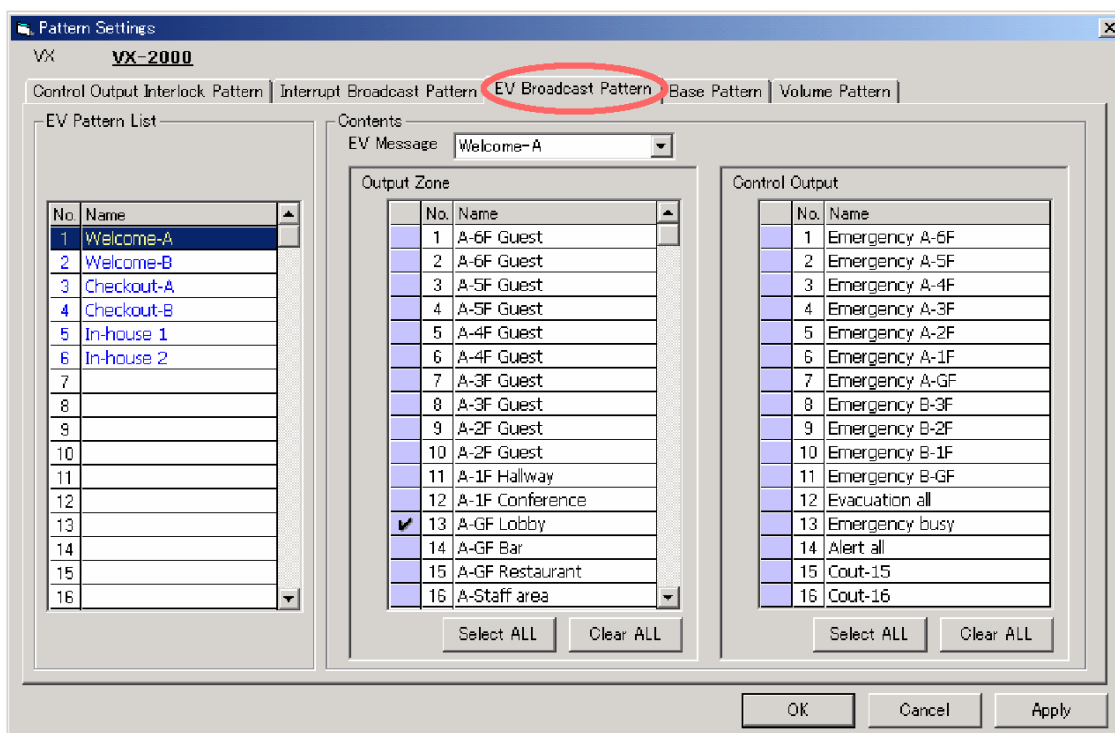 Pattern Settings
VX VX-2000
Control Output Interlock Pattern Interrupt Broadcast Pattern EV Broadcast Pattern Base Pattern Volume Pattern
EV Pattern List
No. Name
1 Welcome-A
2 Welcome-B
3 Checkout-A
4 Checkout-B
5 In-house 1
6 In-house 2
7
8
9
10
11
12
13
14
15
16
Contents
EV Message Welcome-A
Output Zone
No. Name
1 A-6F Guest
2 A-6F Guest
3 A-5F Guest
4 A-5F Guest
5 A-4F Guest
6 A-4F Guest
7 A-3F Guest
8 A-3F Guest
9 A-2F Guest
10 A-2F Guest
11 A-1F Hallway
12 A-1F Conference
13 A-GF Lobby
14 A-GF Bar
15 A-GF Restaurant
16 A-Staff area
Select ALL Clear ALL
Control Output
No. Name
1 Emergency A-6F
2 Emergency A-5F
3 Emergency A-4F
4 Emergency A-3F
5 Emergency A-2F
6 Emergency A-1F
7 Emergency A-GF
8 Emergency B-3F
9 Emergency B-2F
10 Emergency B-1F
11 Emergency B-GF
12 Evacuation all
13 Emergency busy
14 Alert all
15 Cout-15
16 Cout-16
Select ALL Clear ALL
OK Cancel Apply